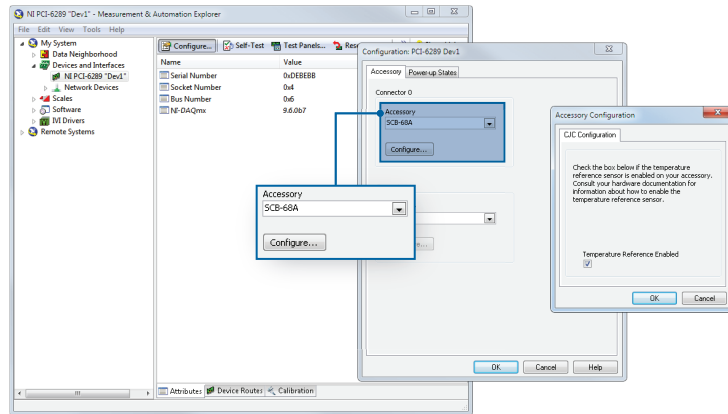 NI PCI-6289 "Dev1" - Measurement & Automation Explorer
File Edit View Tools Help
My System
Data Neighborhood
Devices and Interfaces
NI PCI-6289 "Dev1"
Network Devices
Scales
Software
IVI Drivers
Remote Systems
Configure... Self-Test Test Panels...
Name Value
Serial Number 0xDEBEBB
Socket Number 0x4
Bus Number 0x6
NI-DAQmx 9.6.0b7
Attributes Device Routes Calibration
Configuration: PCI-6289 Dev1
Accessory Power-up States
Connector 0
Accessory
SCB-68A
Configure...
Accessory
SCB-68A
Configure...
OK Cancel Help
Accessory Configuration
CJC Configuration
Check the box below if the temperature
reference sensor is enabled on your accessory.
Consult your hardware documentation for
information about how to enable the
temperature reference sensor.
Temperature Reference Enabled
OK Cancel